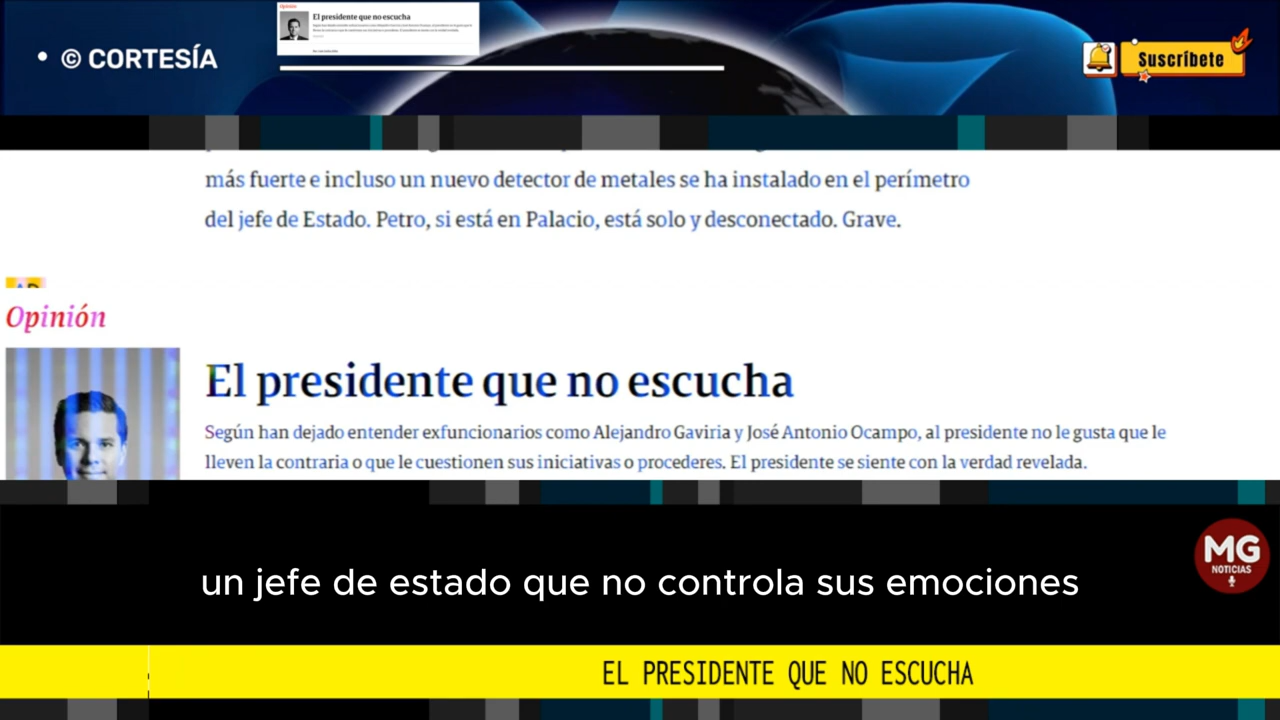 Opinión
El presidente que no escucha
• © CORTESÍA
Suscríbete
más fuerte e incluso un nuevo detector de metales se ha instalado en el perímetro
del jefe de Estado. Petro, si está en Palacio, está solo y desconectado. Grave.
Opinión
El presidente que no escucha
Según han dejado entender exfuncionarios como Alejandro Gaviria y José Antonio Ocampo, al presidente no le gusta que le
lleven la contraria o que le cuestionen sus iniciativas o procederes. El presidente se siente con la verdad revelada.
MG
NOTICIAS
un jefe de estado que no controla sus emociones
EL PRESIDENTE QUE NO ESCUCHA